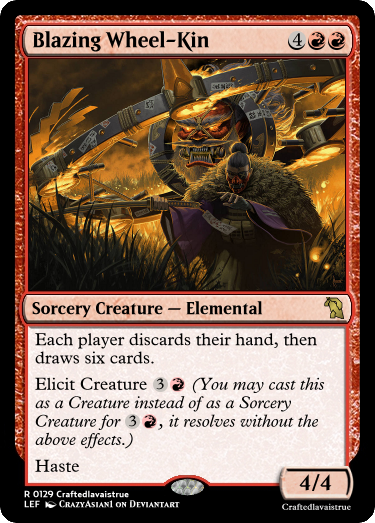 Blazing Wheel-Kin 4
Sorcery Creature — Elemental
Each player discards their hand, then
draws six cards.
Elicit Creature 3 (You may cast this
as a Creature instead of as a Sorcery
Creature for 3 , it resolves without the
above effects.)
Haste
4/4
R 0129 Craftedlavaistrue
LEF CrazyAsian1 on Deviantart
Craftedlavaistrue